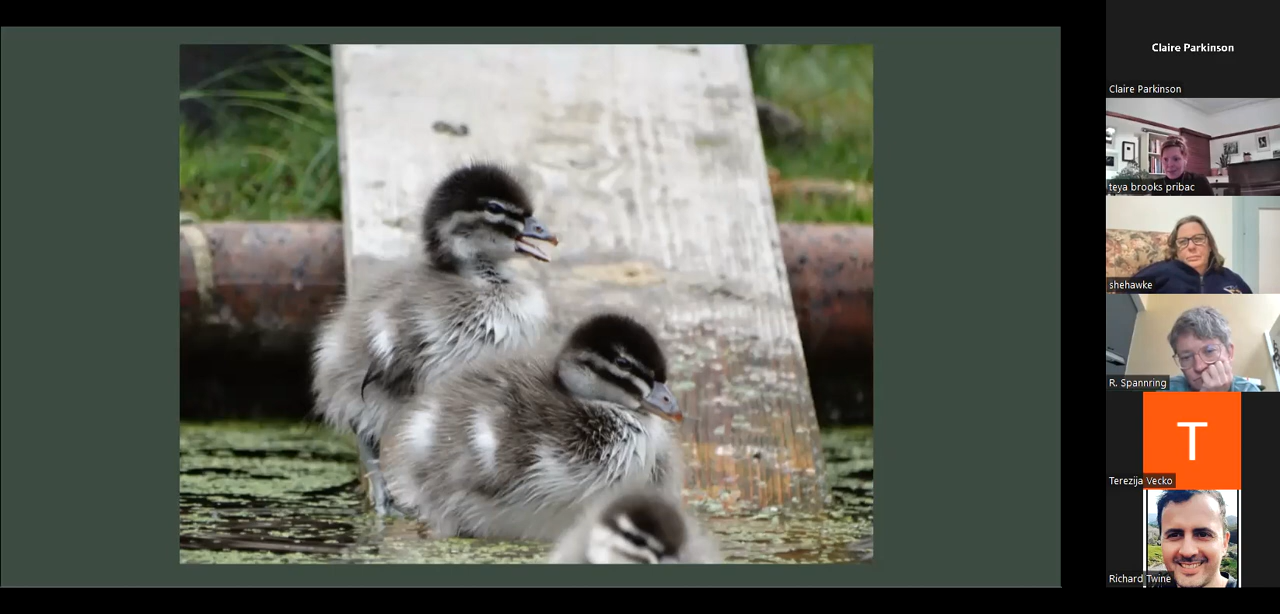 Claire Parkinson
Claire Parkinson
teya brooks pribac
shehawke
R. Spannring
T
Terezija Vecko
Richard Twine